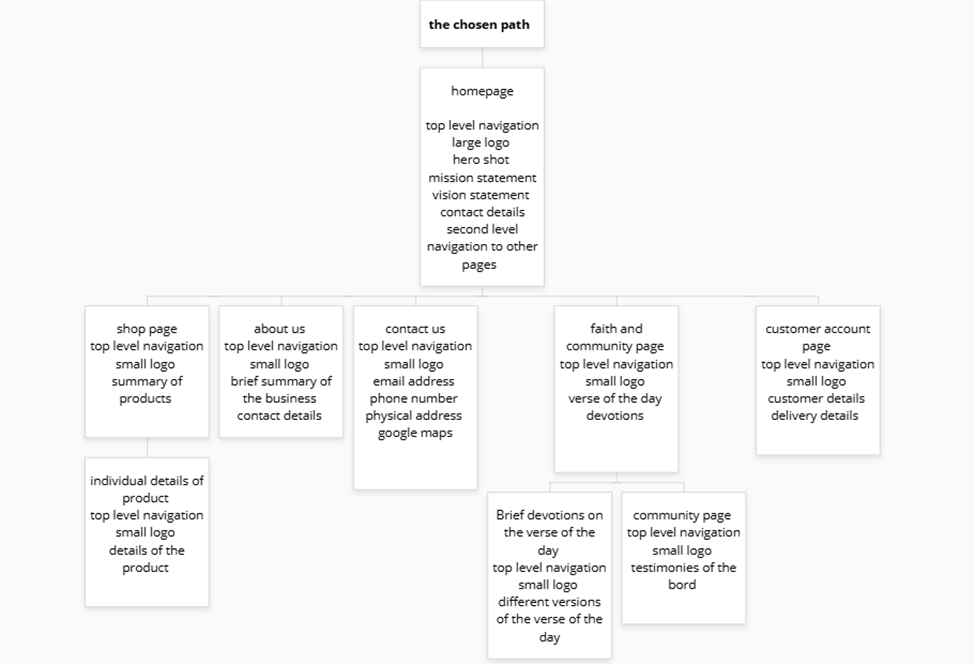 the chosen path
homepage
top level navigation
large logo
hero shot
mission statement
vision statement
contact details
second level
navigation to other
pages
shop page
top level navigation
small logo
summary of
products
about us
top level navigation
small logo
brief summary of
the business
contact details
contact us
top level navigation
small logo
email address
phone number
physical address
google maps
faith and
community page
top level navigation
small logo
verse of the day
devotions
customer account
page
top level navigation
small logo
customer details
delivery details
individual details of
product
top level navigation
small logo
details of the
product
Brief devotions on
the verse of the
day
top level navigation
small logo
different versions
of the verse of the
day
community page
top level navigation
small logo
testimonies of the
bord